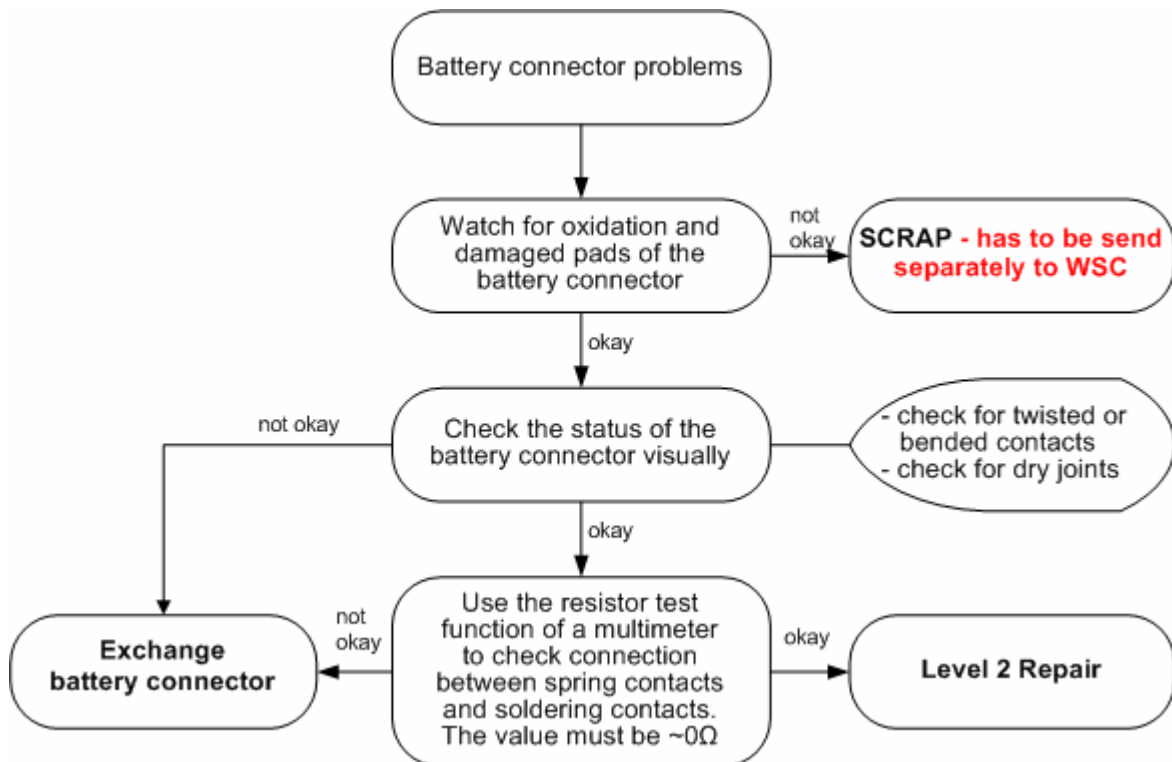 Battery connector problems
Watch for oxidation and
damaged pads of the
battery connector
not
okay
SCRAP - has to be send
separately to WSC
okay
not okay
Check the status of the
battery connector visually
- check for twisted or
bended contacts
- check for dry joints
okay
Exchange
battery connector
not
okay
Use the resistor test
function of a multimeter
to check connection
between spring contacts
and soldering contacts.
The value must be ~0Ω
okay
Level 2 Repair